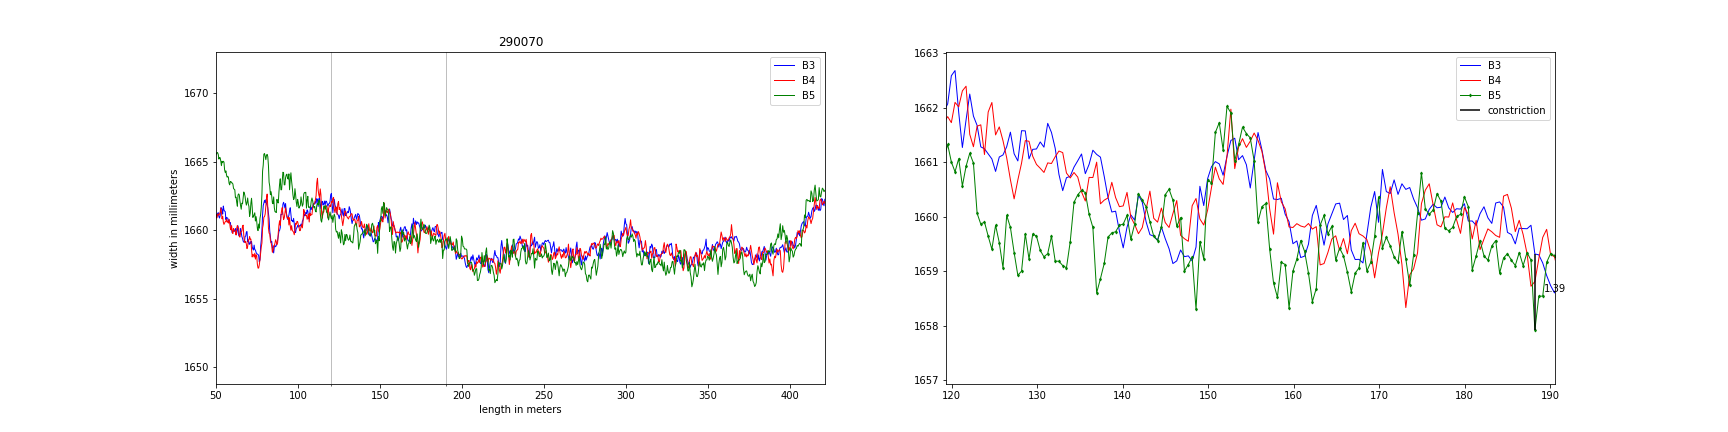 290070
width in millimeters
1670
1665
1660
1655
1650
50 100 150 200 250 300 350 400
length in meters
B3
B4
B5
1663
1662
1661
1660
1659
1658
1657
120 130 140 150 160 170 180 190
B3
B4
B5
constriction
1.39